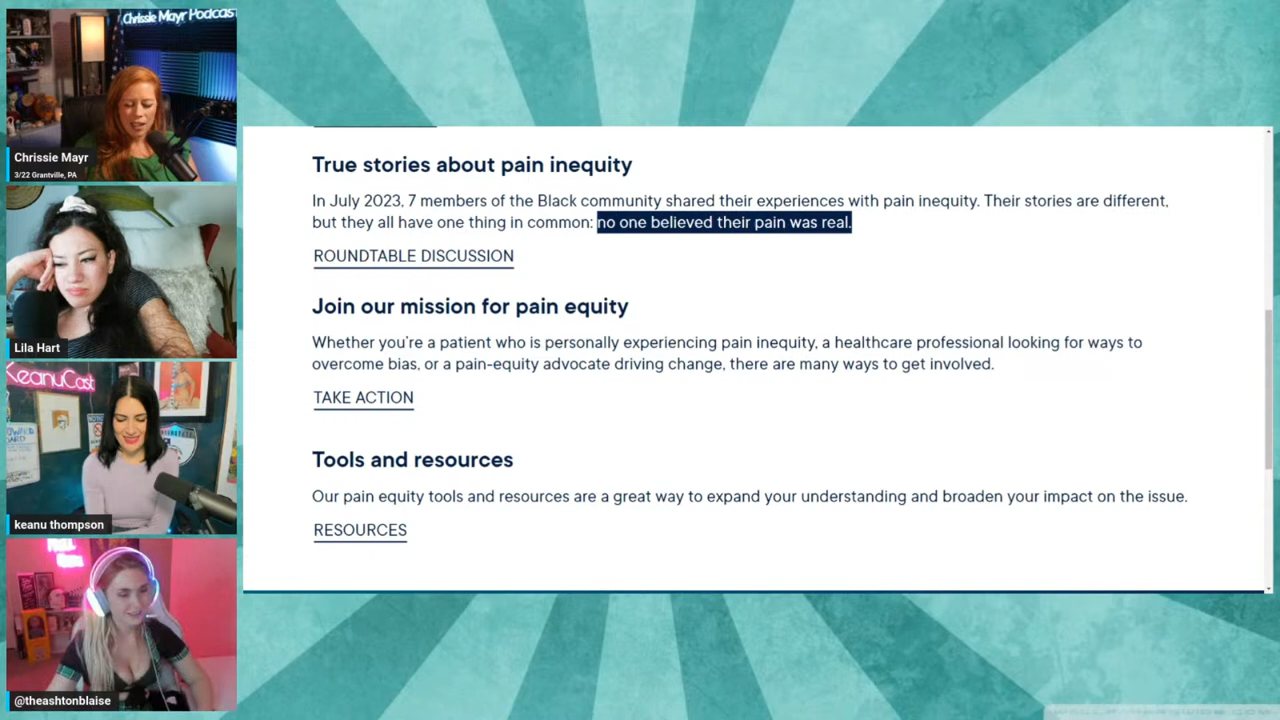 Chrissie Mayr Podcast
Chrissie Mayr
3/22 Grantville, PA
Lila Hart
KeanuCast
keanu thompson
@theashtonblaise
True stories about pain inequity
In July 2023, 7 members of the Black community shared their experiences with pain inequity. Their stories are different,
but they all have one thing in common: no one believed their pain was real.
ROUNDTABLE DISCUSSION
Join our mission for pain equity
Whether you're a patient who is personally experiencing pain inequity, a healthcare professional looking for ways to
overcome bias, or a pain-equity advocate driving change, there are many ways to get involved.
TAKE ACTION
Tools and resources
Our pain equity tools and resources are a great way to expand your understanding and broaden your impact on the issue.
RESOURCES